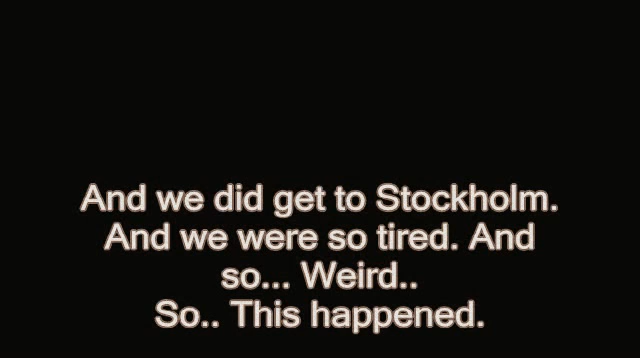 And we did get to Stockholm.
And we were so tired. And
so... Weird..
So.. This happened.